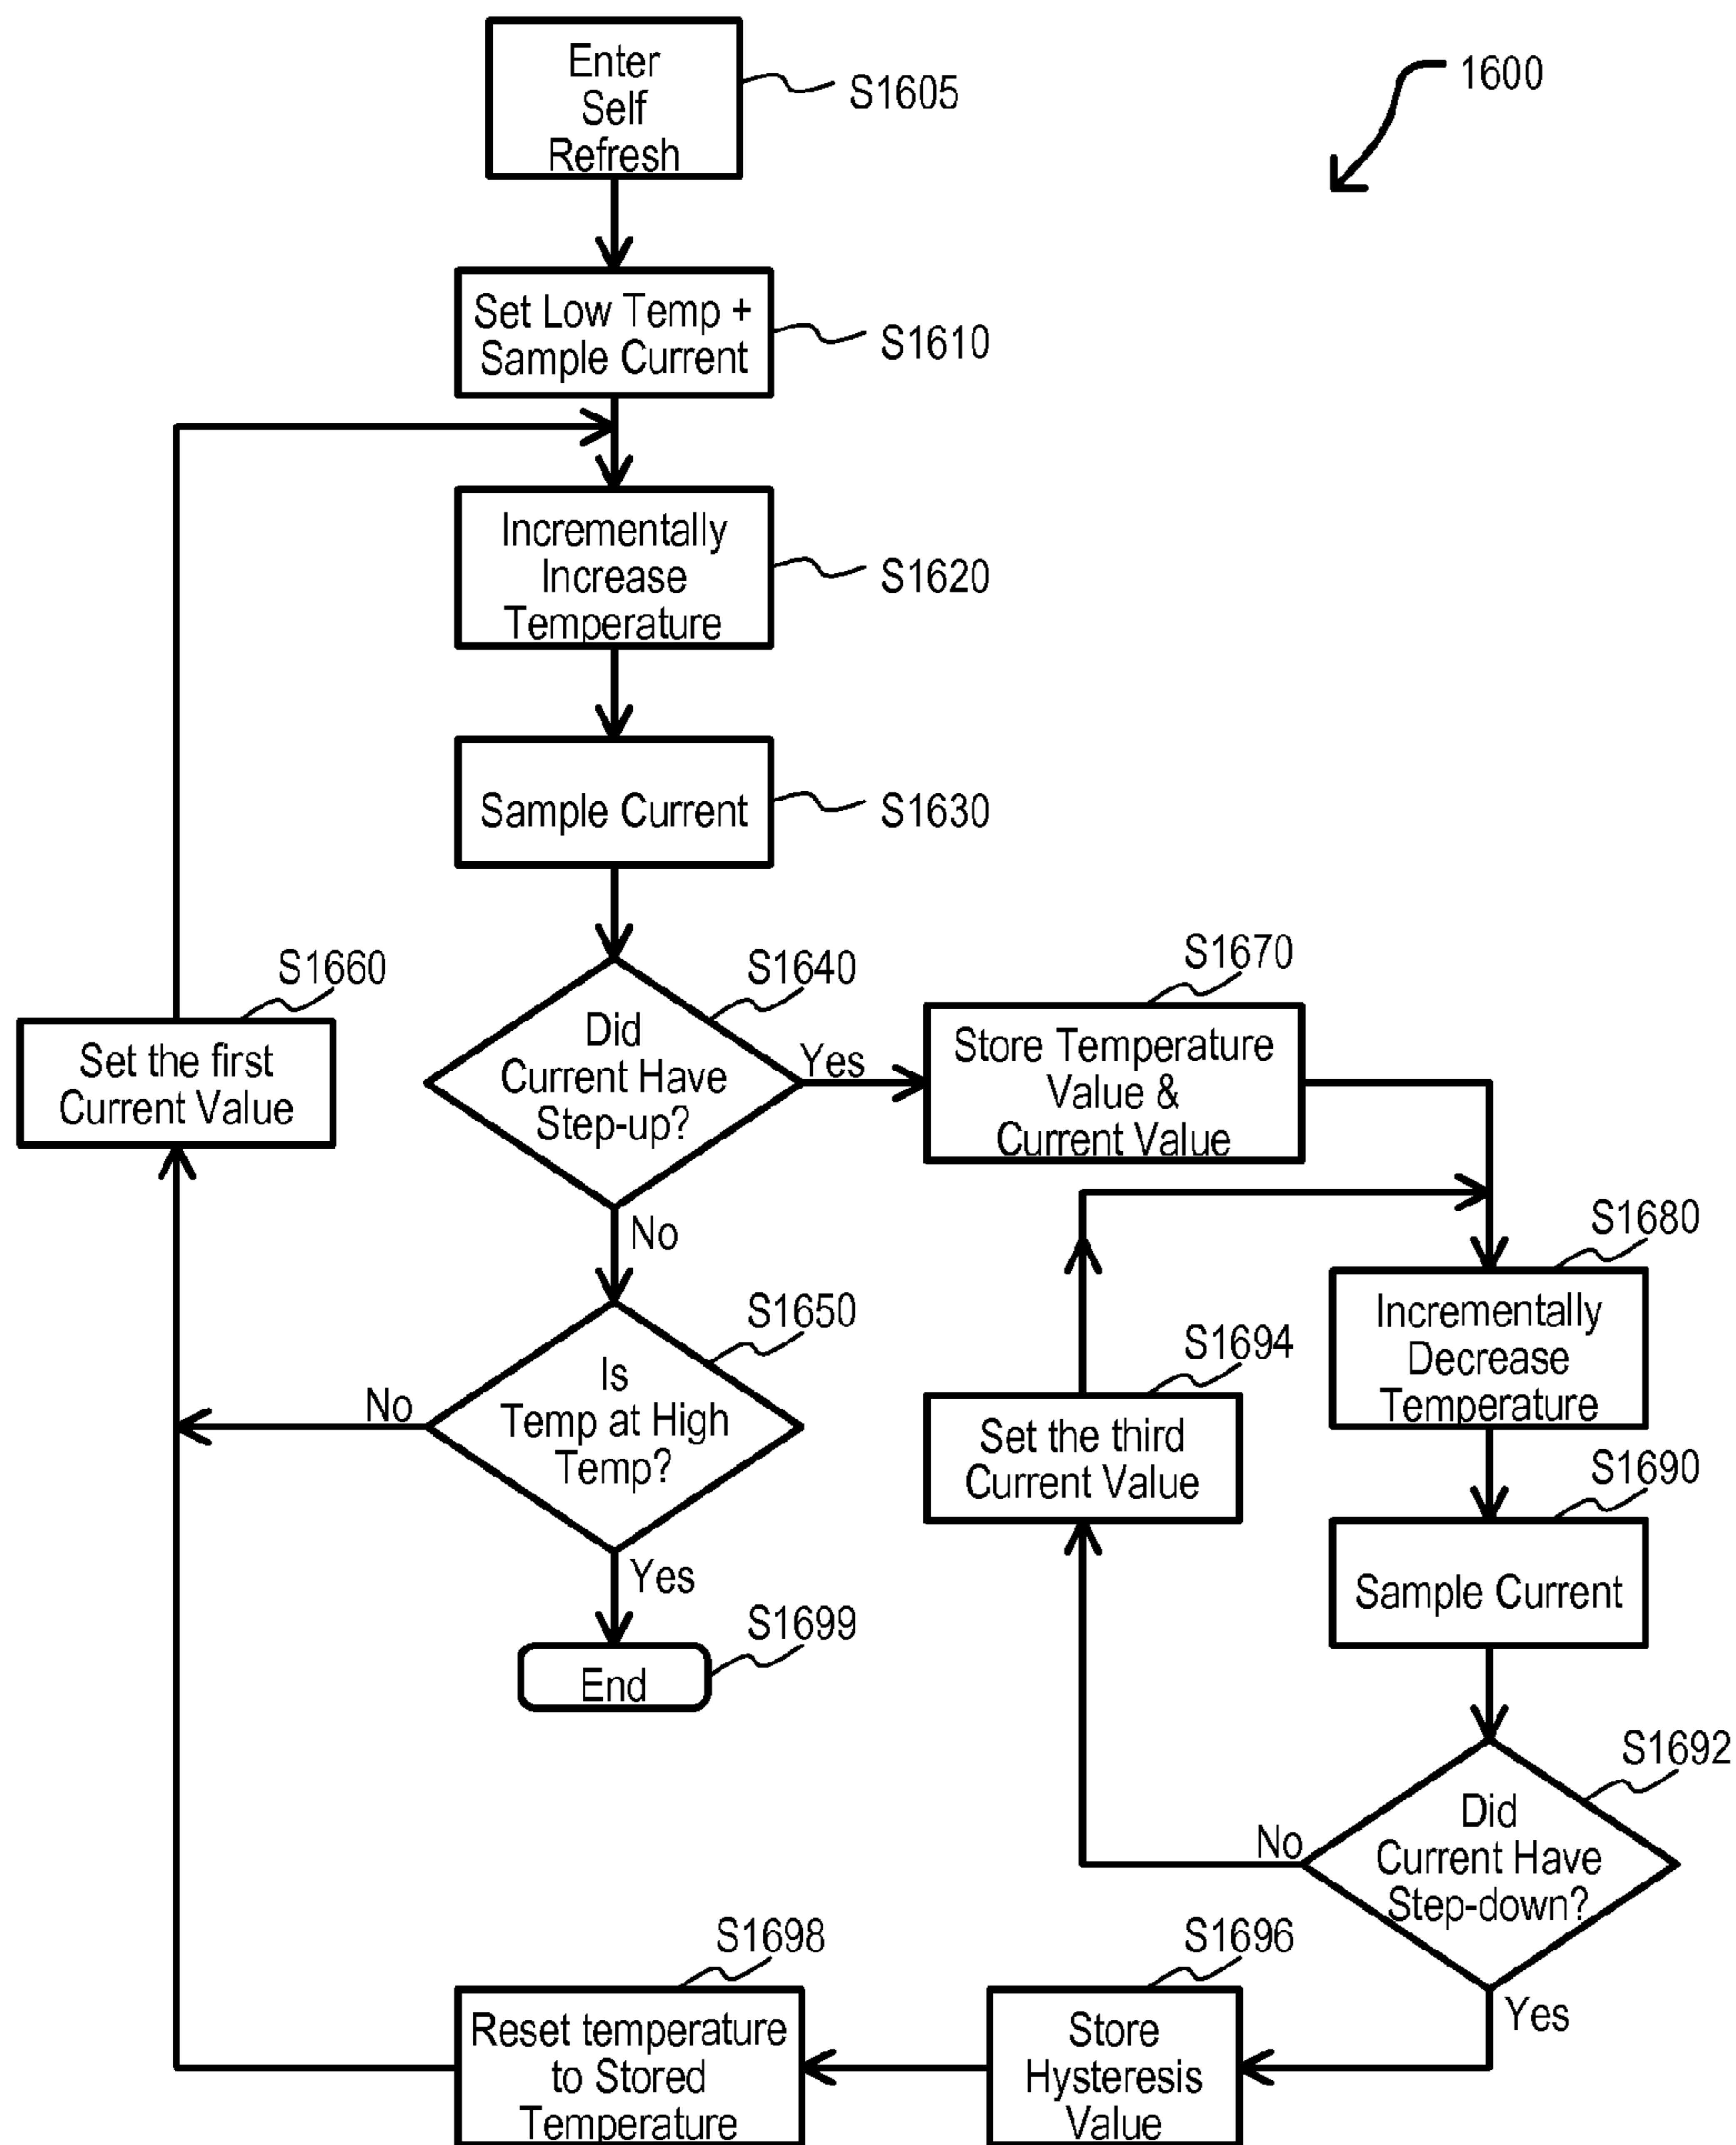 Enter
Self
Refresh
S1605
1600
Set Low Temp +
Sample Current
S1610
Incrementally
Increase
Temperature
S1620
Sample Current
S1630
S1660
Set the first
Current Value
S1640
Did
Current Have
Step-up?
Yes
No
S1670
Store Temperature
Value &
Current Value
S1680
Incrementally
Decrease
Temperature
S1650
Is
Temp at High
Temp?
No
Yes
S1694
Set the third
Current Value
S1690
Sample Current
S1699
End
S1692
Did
Current Have
Step-down?
No
Yes
S1698
Reset temperature
to Stored
Temperature
S1696
Store
Hysteresis
Value